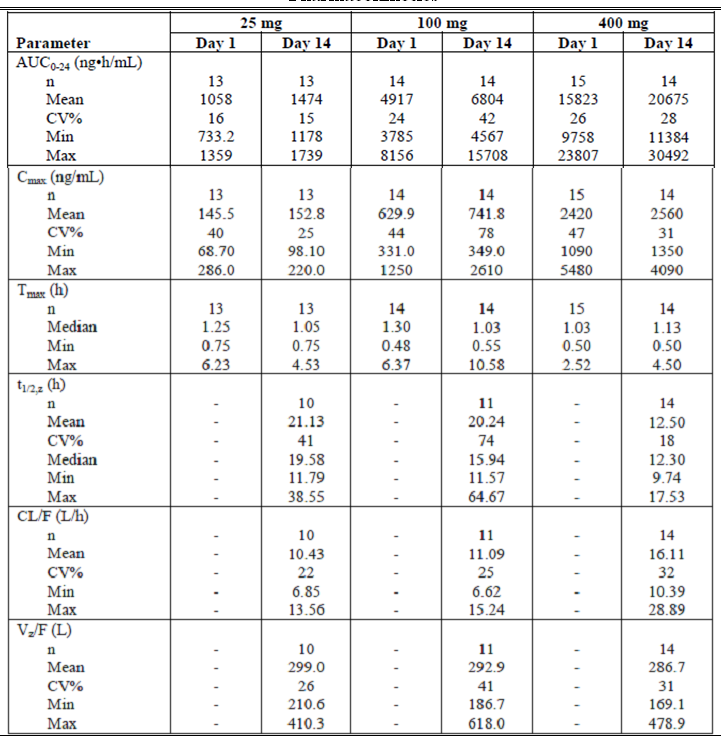 25 mg 100 mg 400 mg
Parameter Day 1 Day 14 Day 1 Day 14 Day 1 Day 14
AUC0-24 (ng•h/mL)
n 13 13 14 14 15 14
Mean 1058 1474 4917 6804 15823 20675
CV% 16 15 24 42 26 28
Min 733.2 1178 3785 4567 9758 11384
Max 1359 1739 8156 15708 23807 30492
Cmax (ng/mL)
n 13 13 14 14 15 14
Mean 145.5 152.8 629.9 741.8 2420 2560
CV% 40 25 44 78 47 31
Min 68.70 98.10 331.0 349.0 1090 1350
Max 286.0 220.0 1250 2610 5480 4090
Tmax (h)
n 13 13 14 14 15 14
Median 1.25 1.05 1.30 1.03 1.03 1.13
Min 0.75 0.75 0.48 0.55 0.50 0.50
Max 6.23 4.53 6.37 10.58 2.52 4.50
t1/2,z (h)
n - 10 - 11 - 14
Mean - 21.13 - 20.24 - 12.50
CV% - 41 - 74 - 18
Median - 19.58 - 15.94 - 12.30
Min - 11.79 - 11.57 - 9.74
Max - 38.55 - 64.67 - 17.53
CL/F (L/h)
n - 10 - 11 - 14
Mean - 10.43 - 11.09 - 16.11
CV% - 22 - 25 - 32
Min - 6.85 - 6.62 - 10.39
Max - 13.56 - 15.24 - 28.89
Vz/F (L)
n - 10 - 11 - 14
Mean - 299.0 - 292.9 - 286.7
CV% - 26 - 41 - 31
Min - 210.6 - 186.7 - 169.1
Max - 410.3 - 618.0 - 478.9